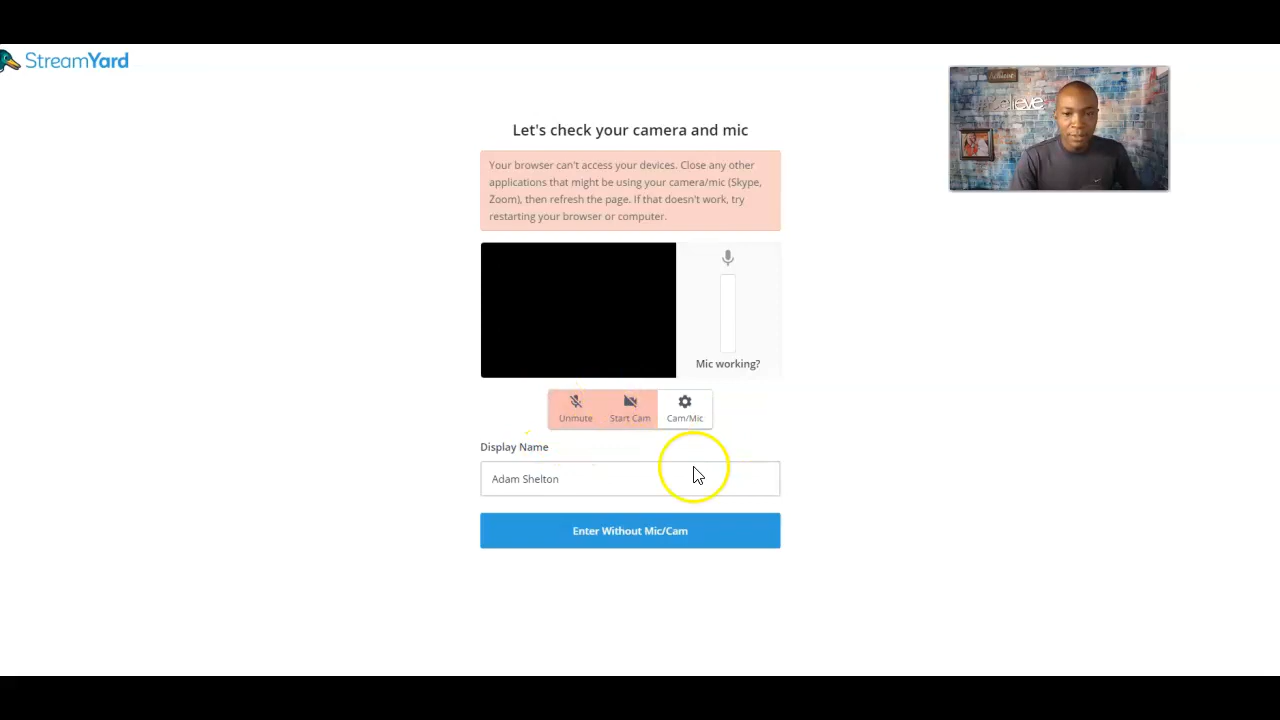 StreamYard
Achieve
#Believe
Let's check your camera and mic
Your browser can't access your devices. Close any other
applications that might be using your camera/mic (Skype,
Zoom), then refresh the page. If that doesn't work, try
restarting your browser or computer.
Mic working?
Unmute
Start Cam
Cam/Mic
Display Name
Adam Shelton
Enter Without Mic/Cam